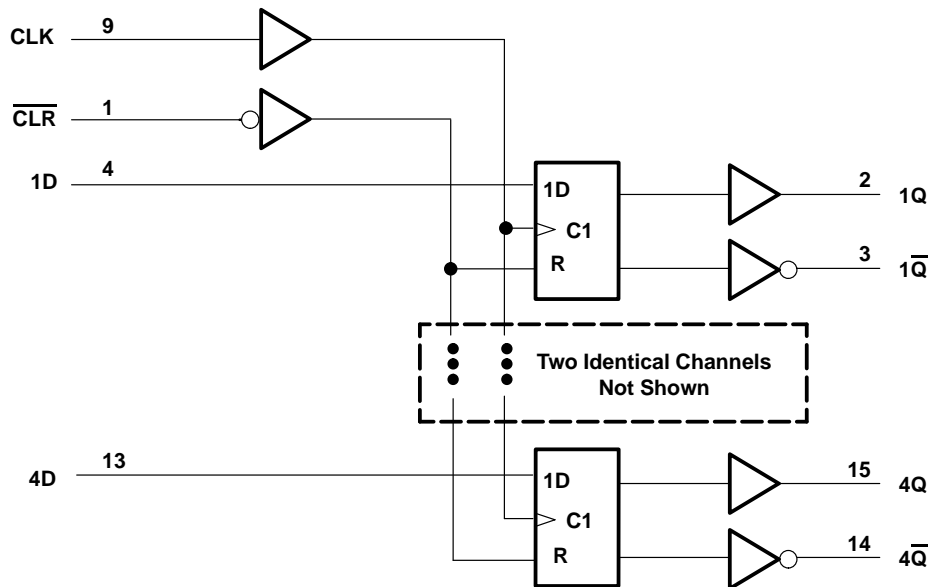 CLK 9
C̅L̅R̅ 1
1D 4
1D
C1
R
2 1Q
3 1Q̅
Two Identical Channels
Not Shown
4D 13
1D
C1
R
15 4Q
14 4Q̅